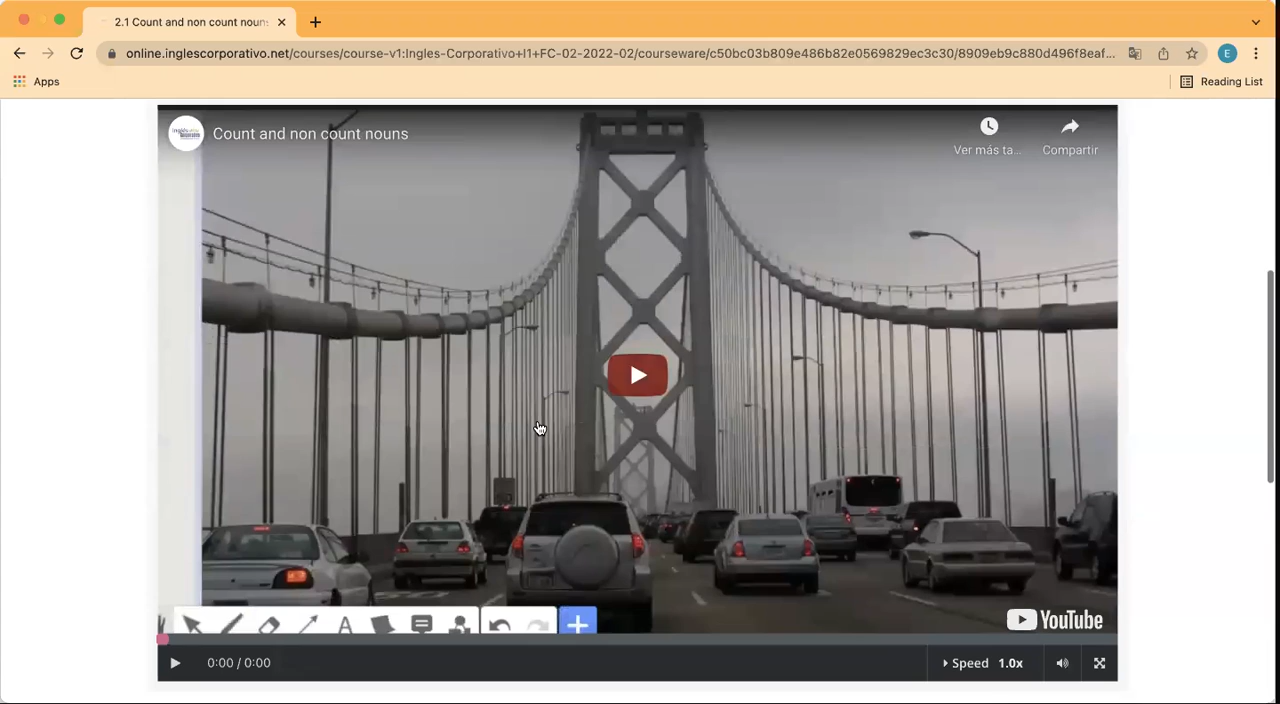 2.1 Count and non count nouns
online.inglescorporativo.net/courses/course-v1:Ingles-Corporativo+I1+FC-02-2022-02/courseware/c50bc03b809e486b82e0569829ec3c30/8909eb9c880d496f8eaf...
E
Apps
Reading List
Count and non count nouns
Ver más ta...
Compartir
A
YouTube
0:00 / 0:00
Speed 1.0x